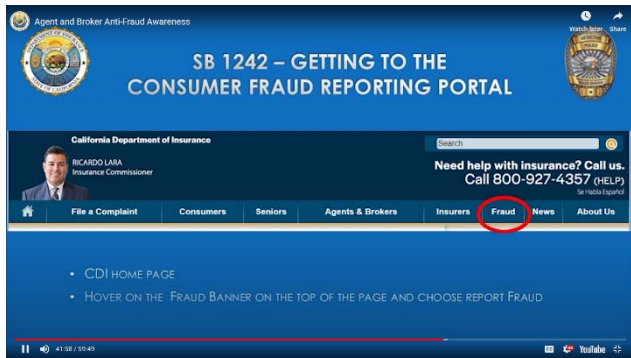 Agent and Broker Anti-Fraud Awareness
Watch later
Share
SB 1242 – GETTING TO THE
CONSUMER FRAUD REPORTING PORTAL
California Department of Insurance
Search
RICARDO LARA
Insurance Commissioner
Need help with insurance? Call us.
Call 800-927-4357 (HELP)
Se Habla Español
File a Complaint
Consumers
Seniors
Agents & Brokers
Insurers
Fraud
News
About Us
• CDI HOME PAGE
• HOVER ON THE FRAUD BANNER ON THE TOP OF THE PAGE AND CHOOSE REPORT FRAUD
41:58 / 59:49
CC
YouTube